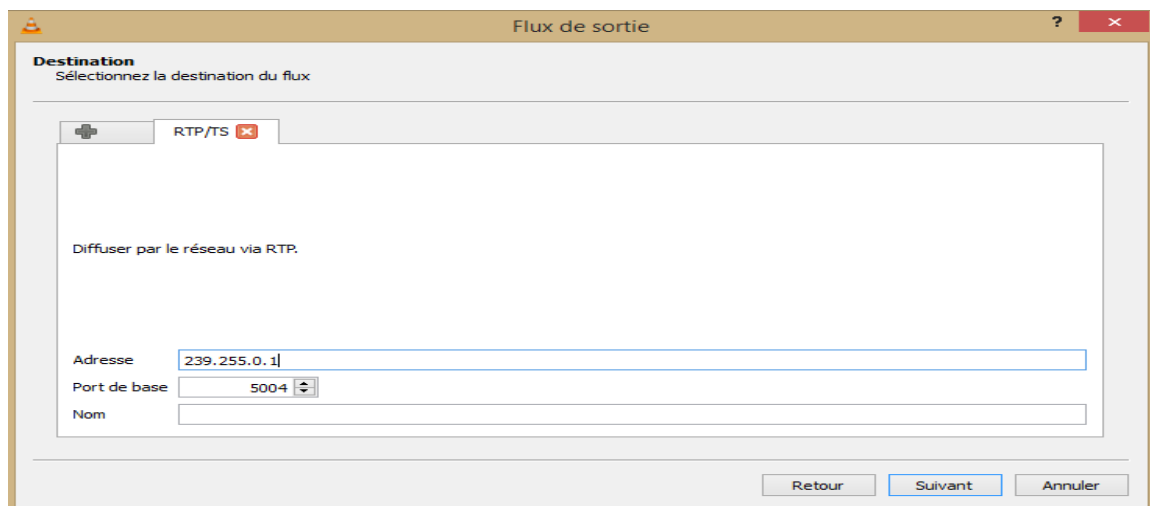 Flux de sortie
?
Destination
Sélectionnez la destination du flux
RTP/TS
Diffuser par le réseau via RTP.
Adresse 239.255.0.1
Port de base 5004
Nom
Retour Suivant Annuler